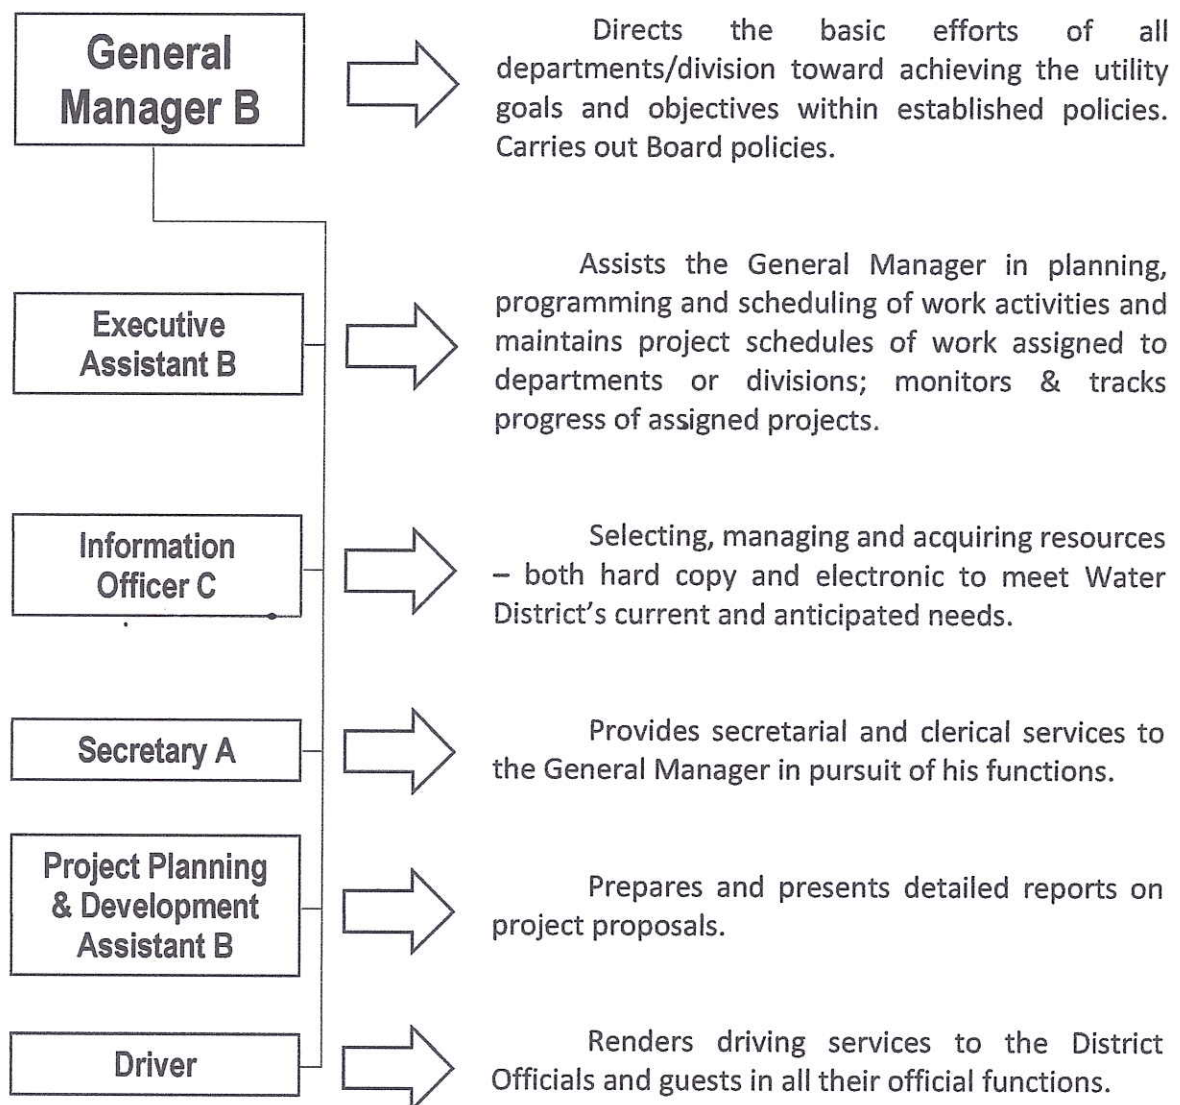 General
Manager B
Directs the basic efforts of all
departments/division toward achieving the utility
goals and objectives within established policies.
Carries out Board policies.
Executive
Assistant B
Assists the General Manager in planning,
programming and scheduling of work activities and
maintains project schedules of work assigned to
departments or divisions; monitors & tracks
progress of assigned projects.
Information
Officer C
Selecting, managing and acquiring resources
– both hard copy and electronic to meet Water
District's current and anticipated needs.
Secretary A
Provides secretarial and clerical services to
the General Manager in pursuit of his functions.
Project Planning
& Development
Assistant B
Prepares and presents detailed reports on
project proposals.
Driver
Renders driving services to the District
Officials and guests in all their official functions.